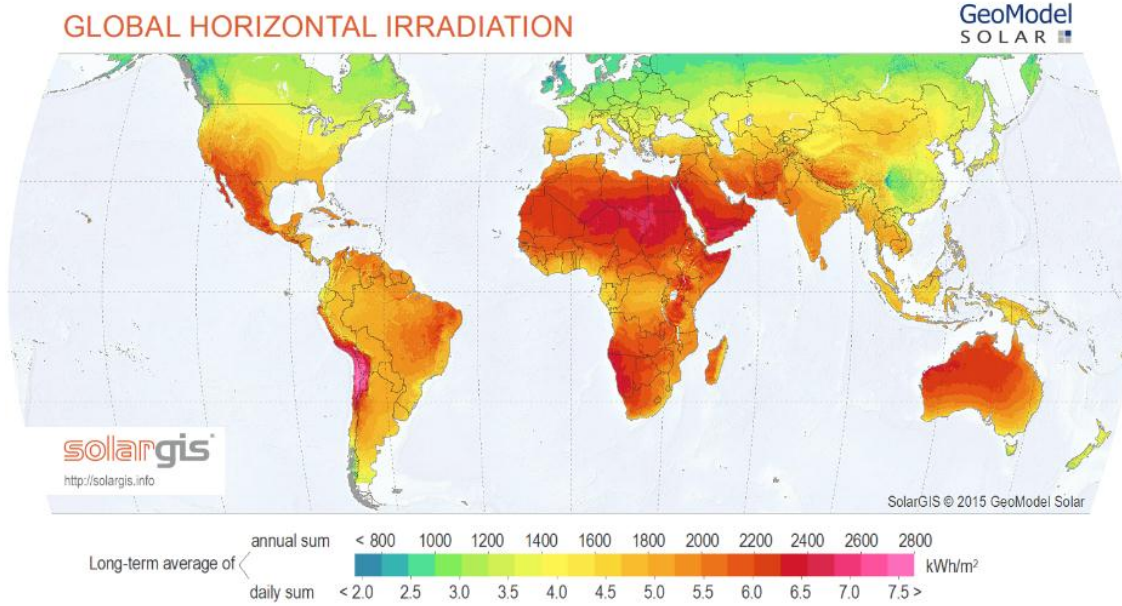 GLOBAL HORIZONTAL IRRADIATION
GeoModel
SOLAR
solargis
http://solargis.info
SolarGIS © 2015 GeoModel Solar
Long-term average of
annual sum < 800 1000 1200 1400 1600 1800 2000 2200 2400 2600 2800 kWh/m²
daily sum < 2.0 2.5 3.0 3.5 4.0 4.5 5.0 5.5 6.0 6.5 7.0 7.5 >